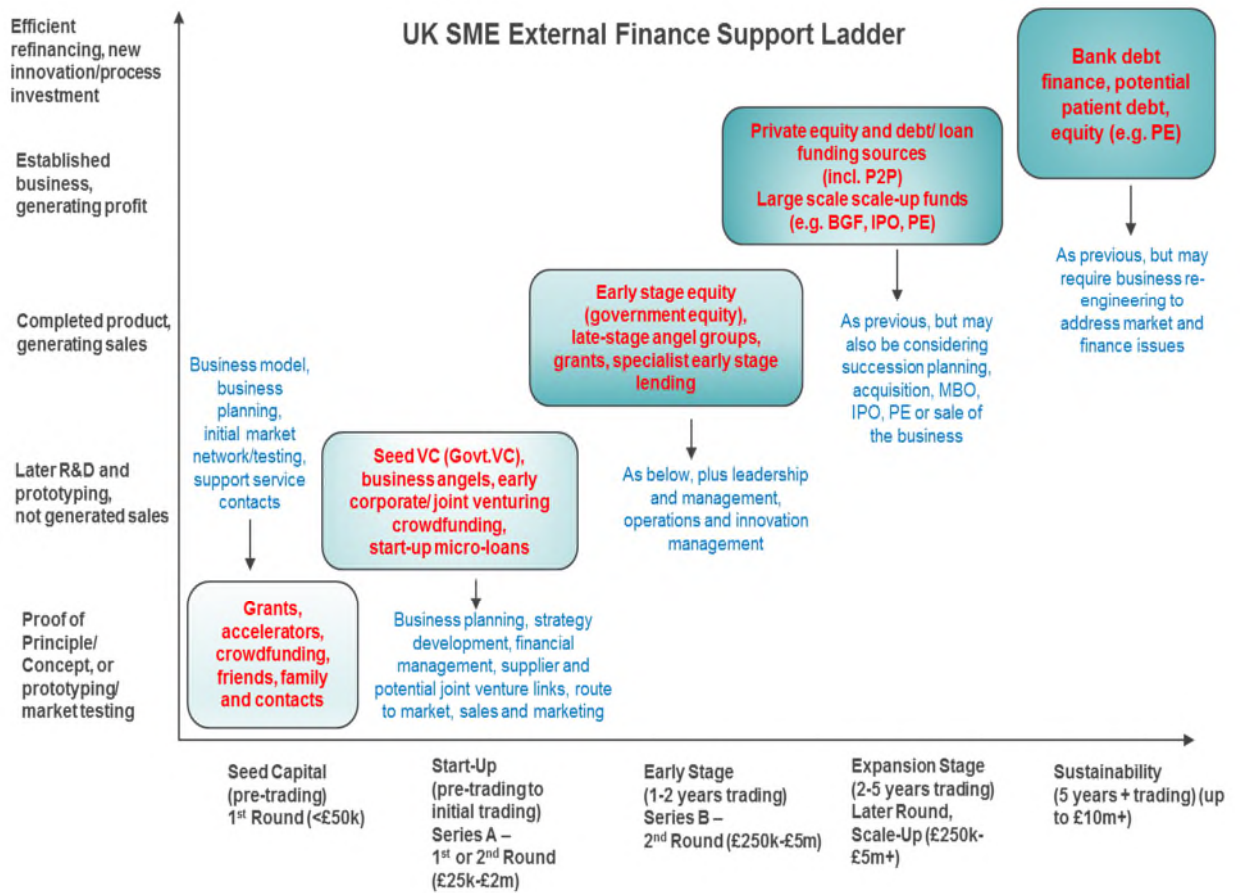 UK SME External Finance Support Ladder
Efficient
refinancing, new
innovation/process
investment
Established
business,
generating profit
Completed product,
generating sales
Later R&D and
prototyping,
not generated sales
Proof of
Principle/
Concept, or
prototyping/
market testing
Business model,
business
planning,
initial market
network/testing,
support service
contacts
Grants,
accelerators,
crowdfunding,
friends, family
and contacts
Seed VC (Govt.VC),
business angels, early
corporate/ joint venturing
crowdfunding,
start-up micro-loans
Business planning, strategy
development, financial
management, supplier and
potential joint venture links, route
to market, sales and marketing
Early stage equity
(government equity),
late-stage angel groups,
grants, specialist early stage
lending
As below, plus leadership
and management,
operations and innovation
management
Private equity and debt/ loan
funding sources
(incl. P2P)
Large scale scale-up funds
(e.g. BGF, IPO, PE)
As previous, but may
also be considering
succession planning,
acquisition, MBO,
IPO, PE or sale of
the business
Bank debt
finance, potential
patient debt,
equity (e.g. PE)
As previous, but may
require business re-
engineering to
address market and
finance issues
Seed Capital
(pre-trading)
1st Round (<£50k)
Start-Up
(pre-trading to
initial trading)
Series A –
1st or 2nd Round
(£25k-£2m)
Early Stage
(1-2 years trading)
Series B –
2nd Round (£250k-£5m)
Expansion Stage
(2-5 years trading)
Later Round,
Scale-Up (£250k-
£5m+)
Sustainability
(5 years + trading) (up
to £10m+)